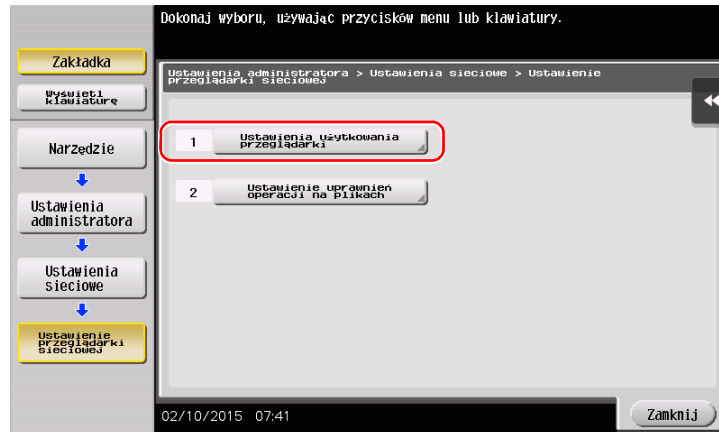 Dokonaj wyboru, używając przycisków menu lub klawiatury.
Zakładka
Wyświetl
klawiaturę
Ustawienia administratora > Ustawienia sieciowe > Ustawienie
przeglądarki sieciowej
Narzędzie
1 Ustawienia użytkowania
przeglądarki
2 Ustawienie uprawnień
operacji na plikach
Ustawienia
administratora
Ustawienia
sieciowe
Ustawienie
przeglądarki
sieciowej
02/10/2015 07:41
Zamknij